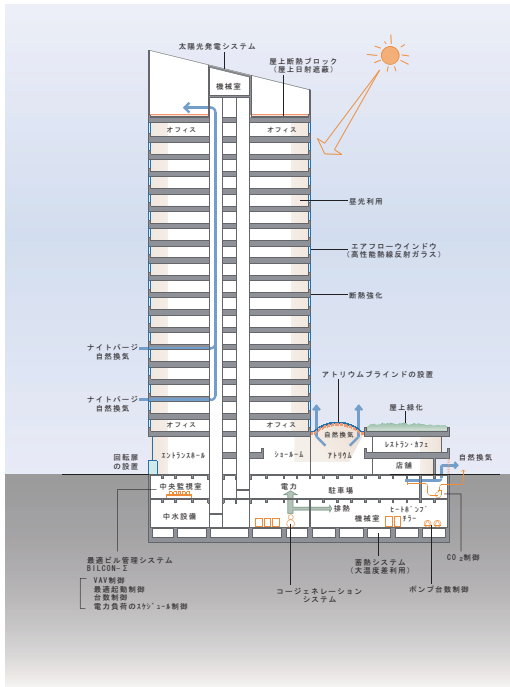 太陽光発電システム
屋上断熱ブロック
（屋上日射遮蔽）
機械室
オフィス
オフィス
昼光利用
エアフローウインドウ
（高性能熱線反射ガラス）
断熱強化
ナイトパージ
自然換気
アトリウムブラインドの設置
ナイトパージ
自然換気
屋上緑化
オフィス
オフィス
自然換気
レストラン・カフェ
回転扉
の設置
エントランスホール
ショールーム
アトリウム
店舗
自然換気
中央監視室
電力
駐車場
中水設備
排熱
機械室
ヒートポンプ
チラー
最適ビル管理システム
BILCON-Σ
VAV制御
最適起動制御
台数制御
電力負荷のスケジュール制御
コージェネレーション
システム
蓄熱システム
（大温度差利用）
ポンプ台数制御
CO₂制御